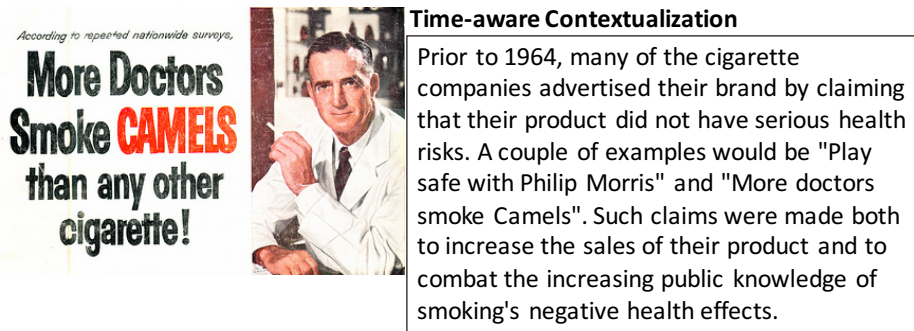 According to repeated nationwide surveys,
More Doctors
Smoke CAMELS
than any other
cigarette!
Time-aware Contextualization
Prior to 1964, many of the cigarette
companies advertised their brand by claiming
that their product did not have serious health
risks. A couple of examples would be "Play
safe with Philip Morris" and "More doctors
smoke Camels". Such claims were made both
to increase the sales of their product and to
combat the increasing public knowledge of
smoking's negative health effects.